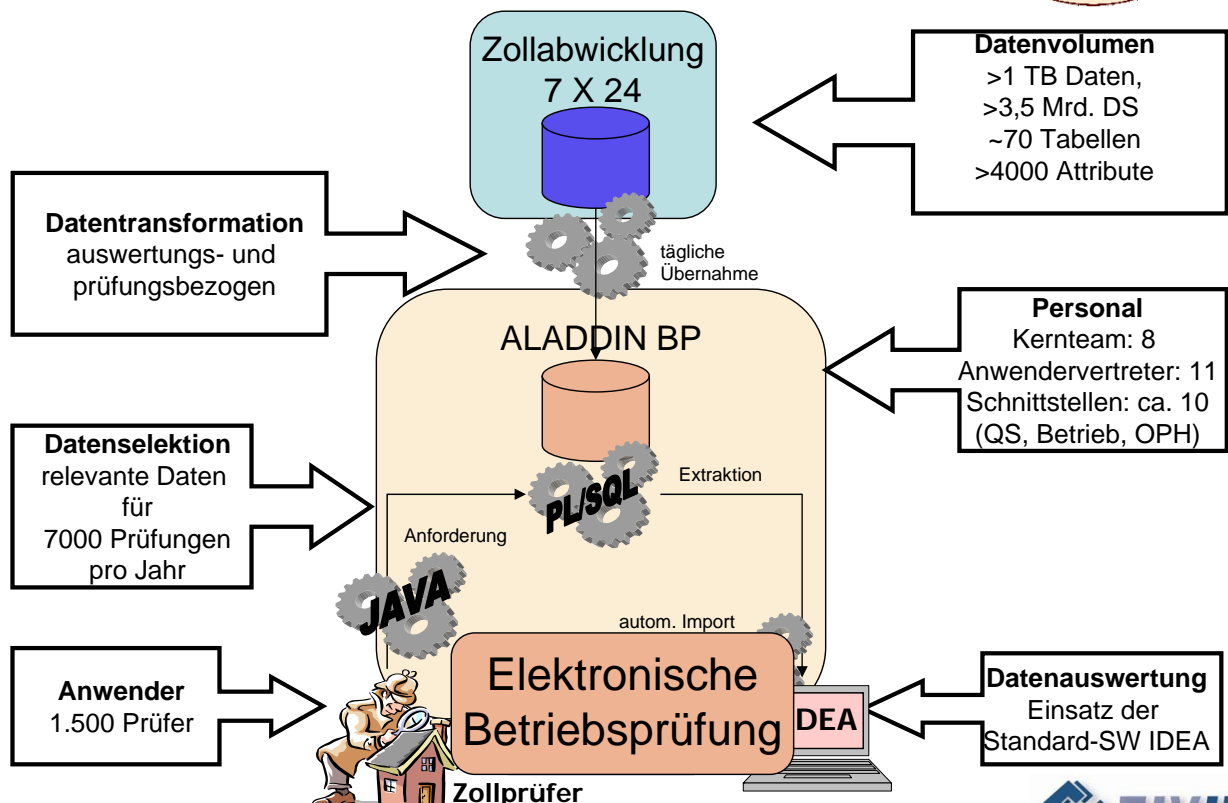 Zollabwicklung
7 X 24
Datenvolumen
>1 TB Daten,
>3,5 Mrd. DS
~70 Tabellen
>4000 Attribute
Datentransformation
auswertungs- und
prüfungsbezogen
tägliche
Übernahme
ALADDIN BP
Personal
Kernteam: 8
Anwendervertreter: 11
Schnittstellen: ca. 10
(QS, Betrieb, OPH)
Datenselektion
relevante Daten
für
7000 Prüfungen
pro Jahr
PL/SQL
Extraktion
Anforderung
JAVA
autom. Import
Anwender
1.500 Prüfer
Elektronische
Betriebsprüfung
IDEA
Datenauswertung
Einsatz der
Standard-SW IDEA
Zollprüfer